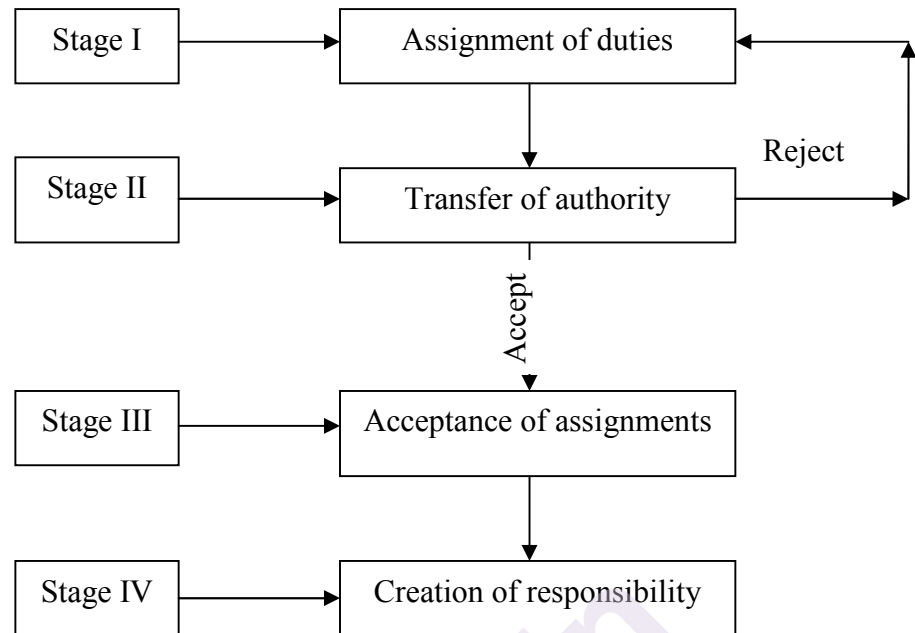 Stage I
Assignment of duties
Reject
Stage II
Transfer of authority
Accept
Stage III
Acceptance of assignments
Stage IV
Creation of responsibility